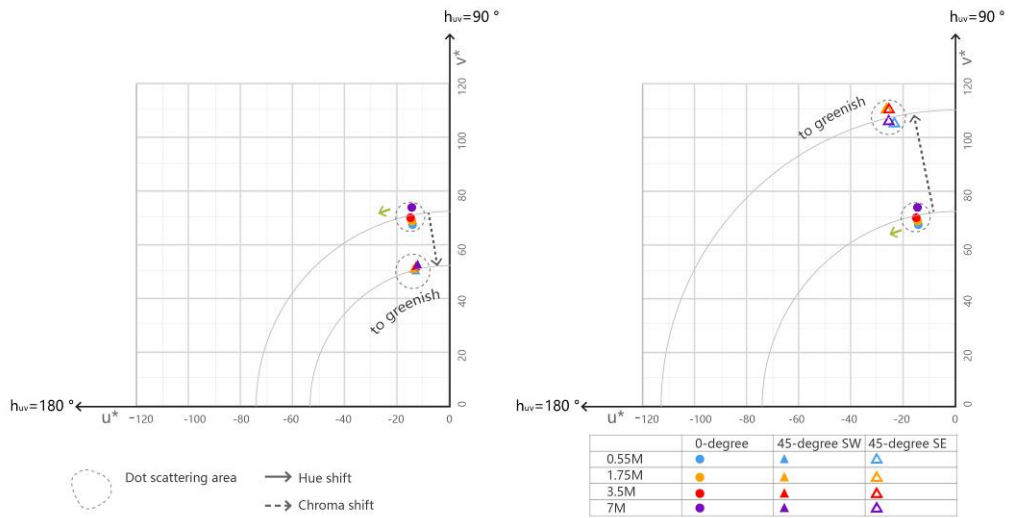 huv=90 °
v*
120
100
80
60
40
20
0
to greenish
huv=180 °
u*
-120
-100
-80
-60
-40
-20
0
huv=90 °
v*
120
100
80
60
40
20
0
to greenish
huv=180 °
u*
-120
-100
-80
-60
-40
-20
0
Dot scattering area
Hue shift
Chroma shift
0-degree 45-degree SW 45-degree SE
0.55M
1.75M
3.5M
7M